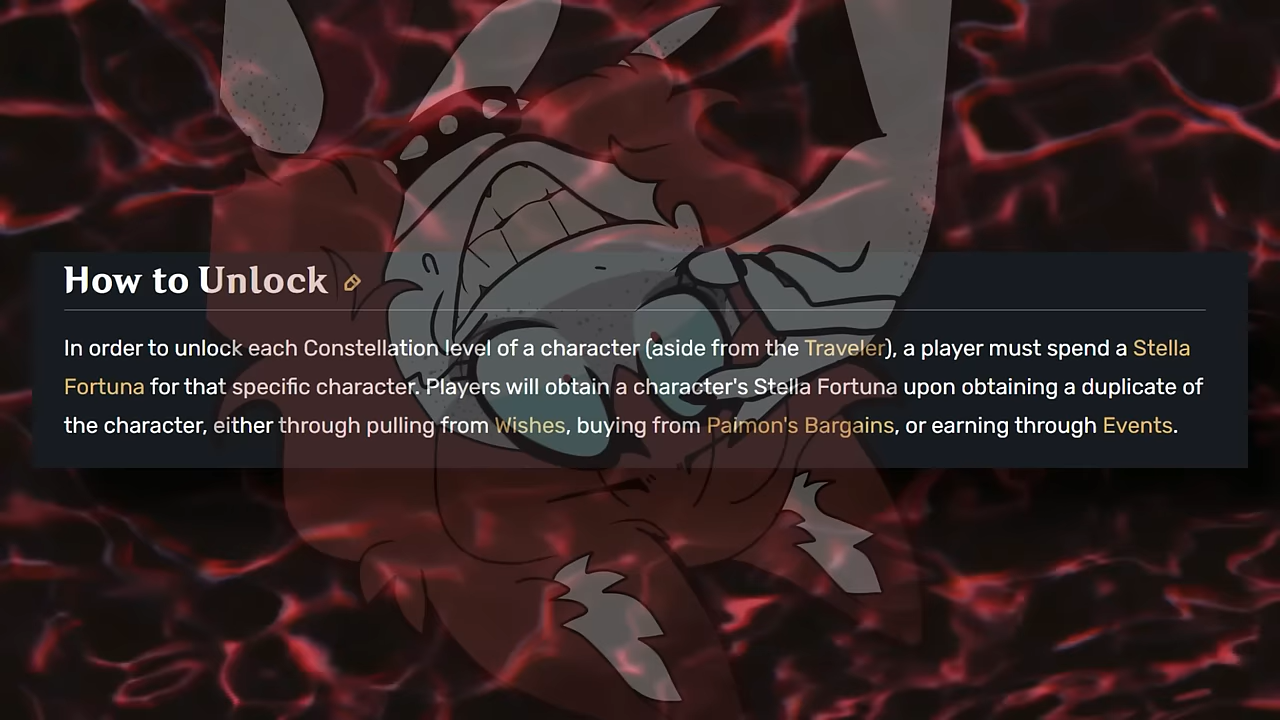 How to Unlock
In order to unlock each Constellation level of a character (aside from the Traveler), a player must spend a Stella
Fortuna for that specific character. Players will obtain a character's Stella Fortuna upon obtaining a duplicate of
the character, either through pulling from Wishes, buying from Paimon's Bargains, or earning through Events.